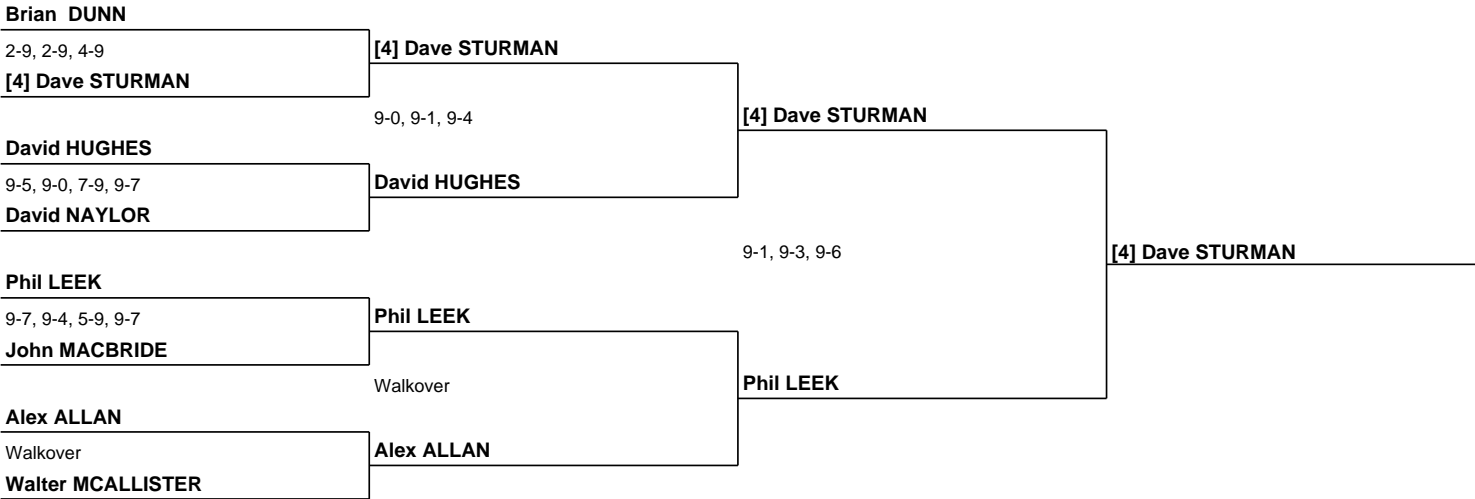 Brian  DUNN
2-9, 2-9, 4-9
[4] Dave STURMAN
[4] Dave STURMAN
9-0, 9-1, 9-4
[4] Dave STURMAN
David HUGHES
9-5, 9-0, 7-9, 9-7
David HUGHES
David NAYLOR
9-1, 9-3, 9-6
[4] Dave STURMAN
Phil LEEK
9-7, 9-4, 5-9, 9-7
Phil LEEK
John MACBRIDE
Walkover
Phil LEEK
Alex ALLAN
Walkover
Alex ALLAN
Walter MCALLISTER